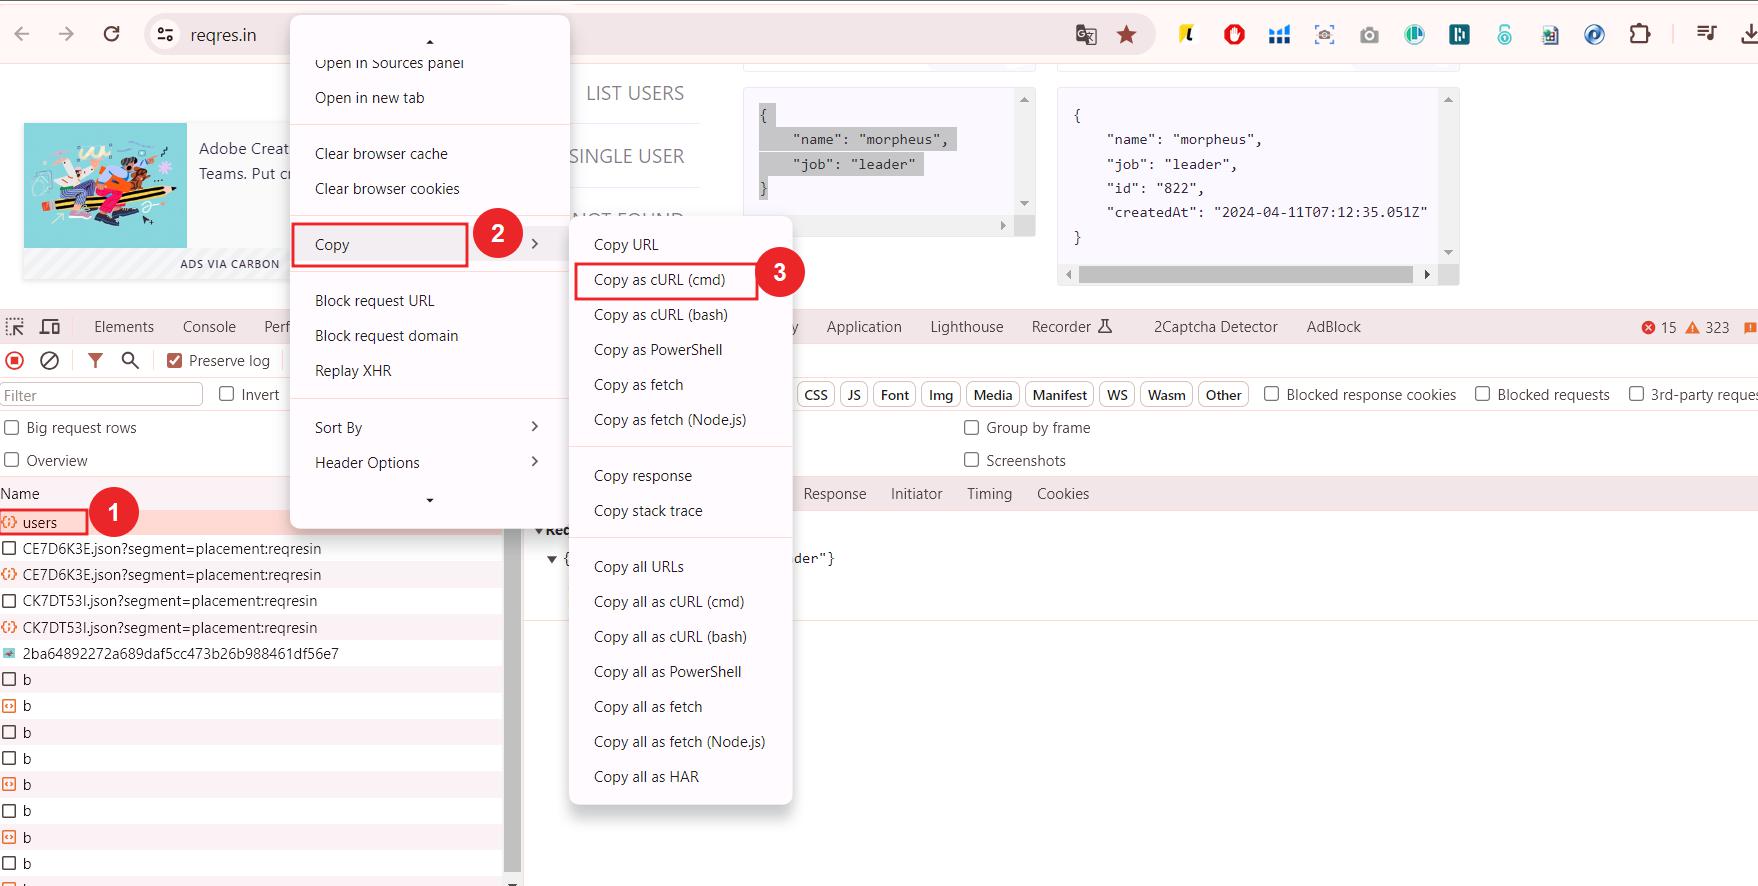 reqres.in
Open in Sources panel
Open in new tab
Clear browser cache
Clear browser cookies
Copy
2
Block request URL
Block request domain
Replay XHR
Sort By
Header Options
Copy URL
Copy as cURL (cmd)
3
Copy as cURL (bash)
Copy as PowerShell
Copy as fetch
Copy as fetch (Node.js)
Copy response
Copy stack trace
Copy all URLs
Copy all as cURL (cmd)
Copy all as cURL (bash)
Copy all as PowerShell
Copy all as fetch
Copy all as fetch (Node.js)
Copy all as HAR
Adobe Creat
Teams. Put cr
ADS VIA CARBON
LIST USERS
SINGLE USER
NOT FOUND
{
"name": "morpheus",
"job": "leader"
}
{
"name": "morpheus",
"job": "leader",
"id": "822",
"createdAt": "2024-04-11T07:12:35.051Z"
}
Elements Console Perf y Application Lighthouse Recorder 2Captcha Detector AdBlock 15 323
Preserve log
Filter Invert CSS JS Font Img Media Manifest WS Wasm Other Blocked response cookies Blocked requests 3rd-party reque
Big request rows Group by frame
Overview Screenshots
Name Response Initiator Timing Cookies
users
1
CE7D6K3E.json?segment=placement:reqresin
CE7D6K3E.json?segment=placement:reqresin
CK7DT53I.json?segment=placement:reqresin
CK7DT53I.json?segment=placement:reqresin
2ba64892272a689daf5cc473b26b988461df56e7
b
b
b
b
b
b
b
b
Rec
{ der"}